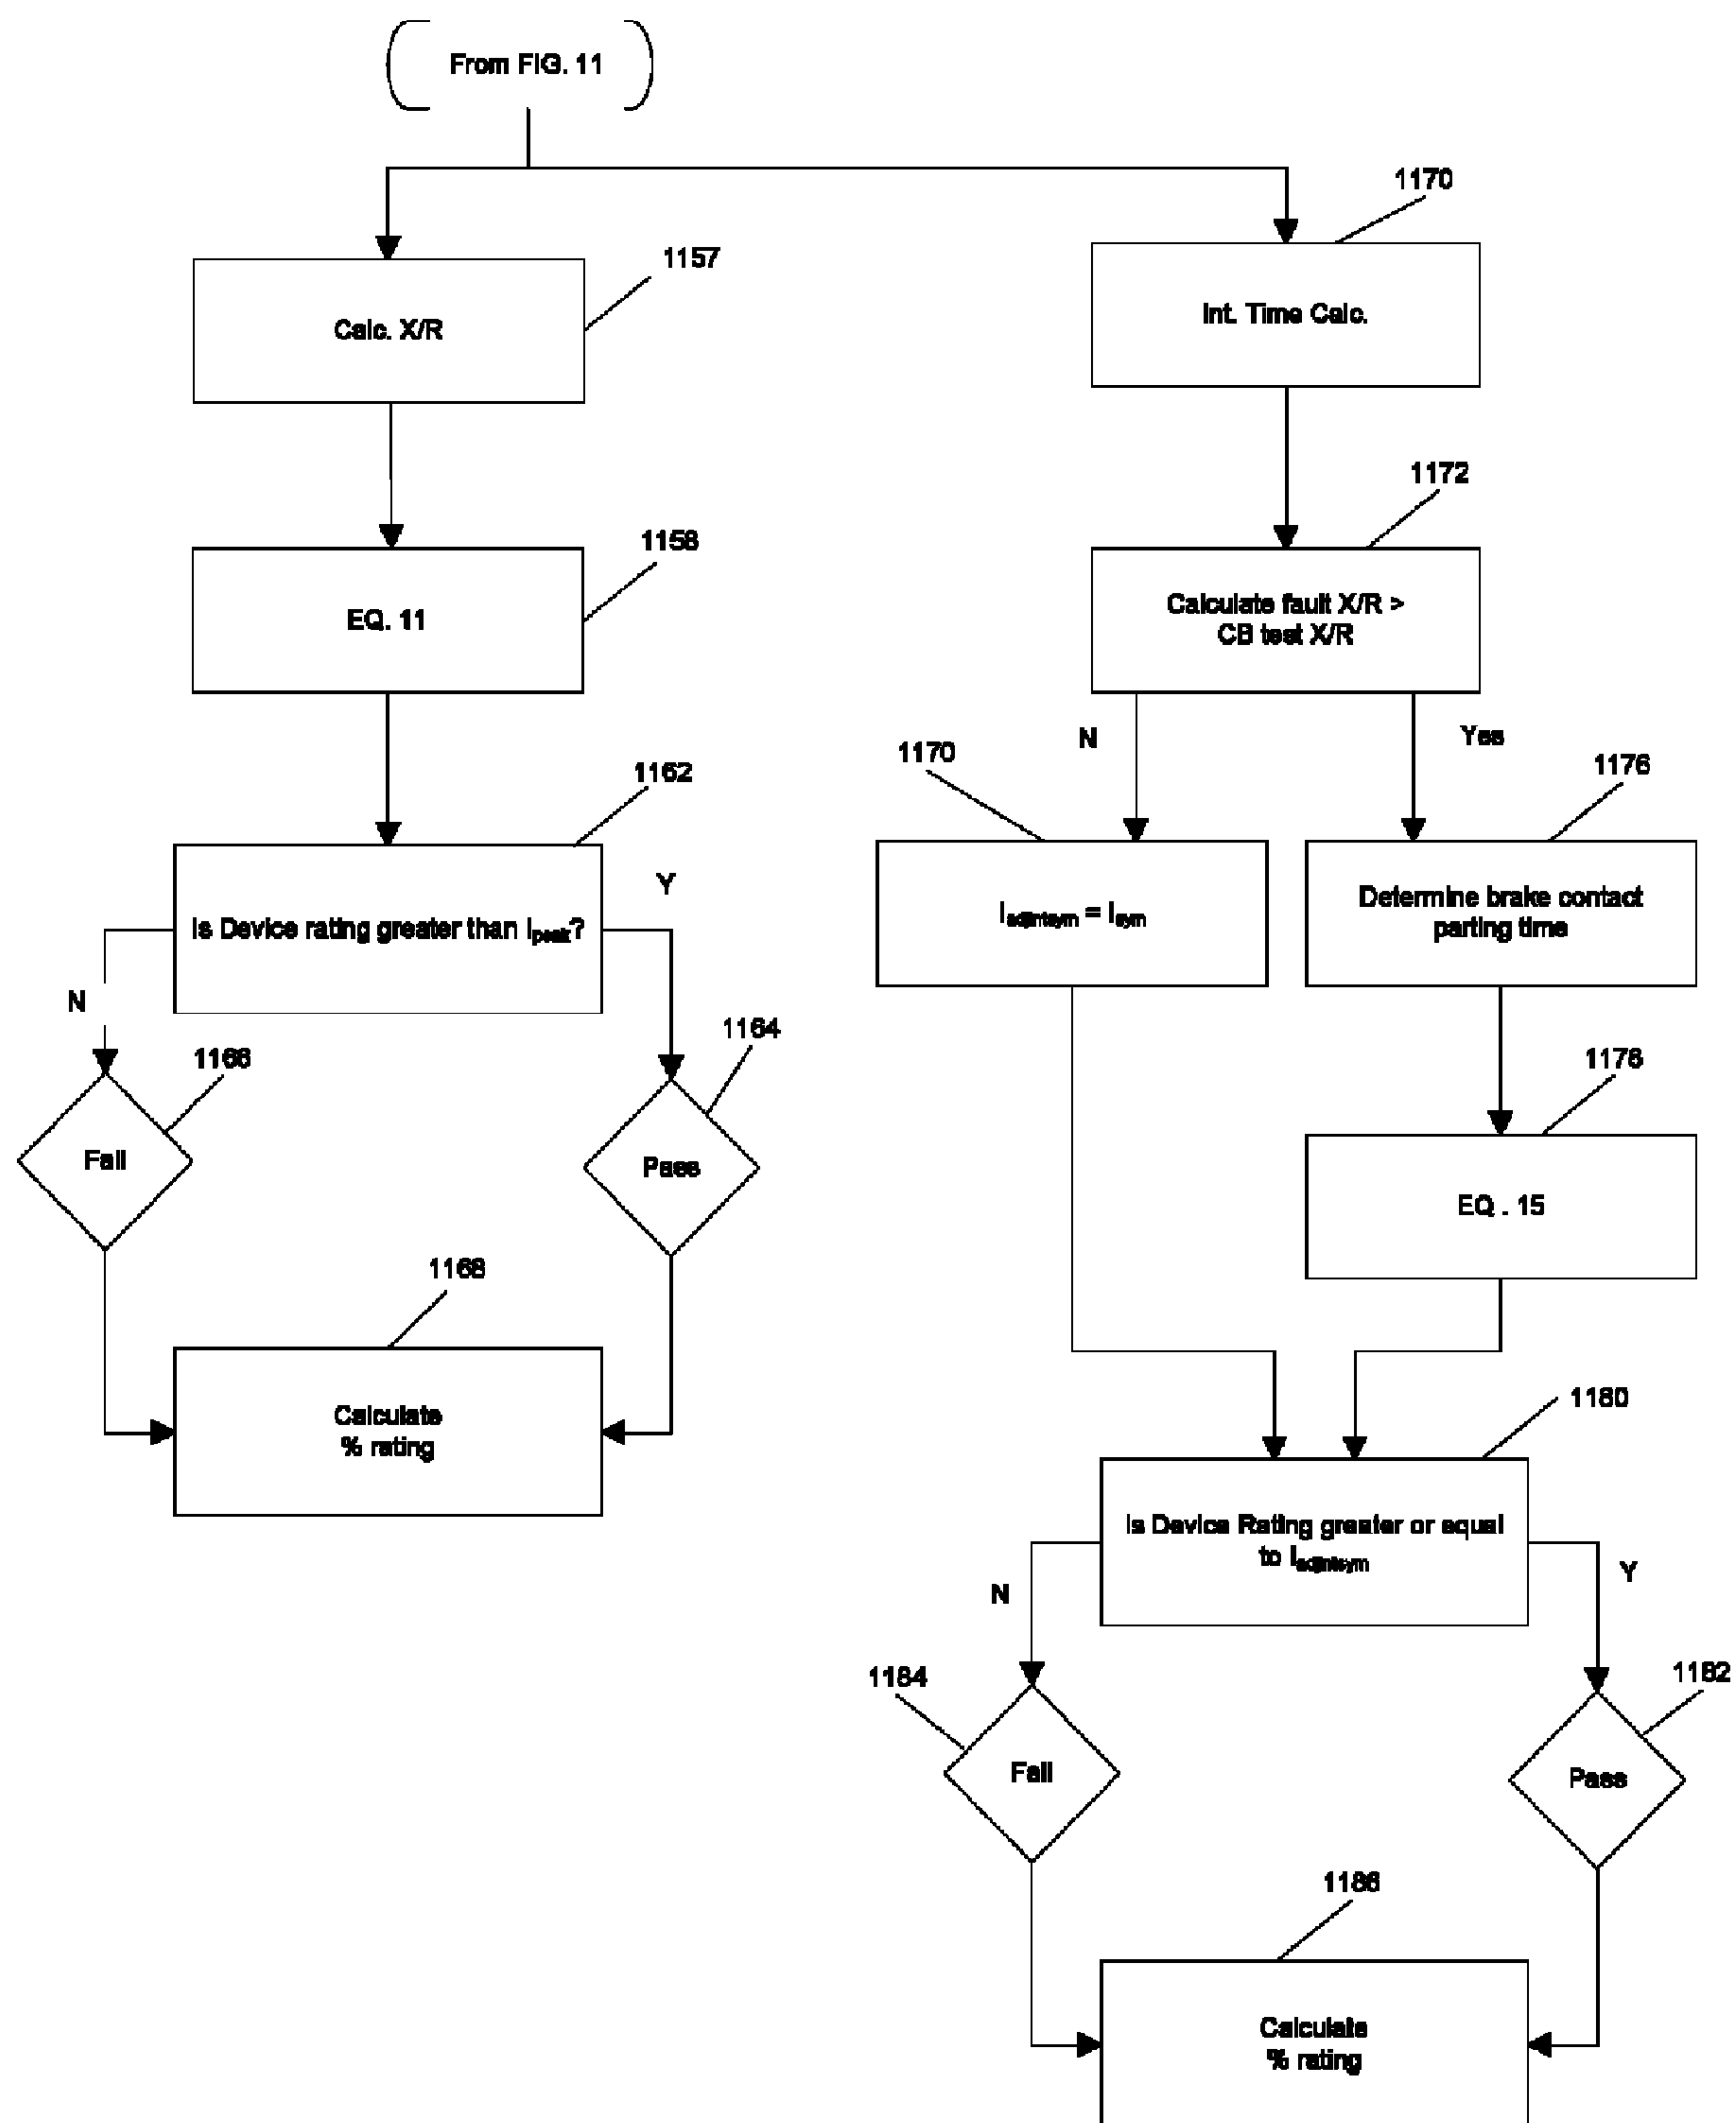 From FIG. 11
1170
1157
Calc. X/R
Int. Time Calc.
1172
1158
EQ. 11
Calculate fault X/R >
CB test X/R
N
Yes
1170
1176
1162
Is Device rating greater than Ipeak?
Y
N
Iadjintsym = Isym
Determine brake contact
parting time
1166
1164
1178
Fail
Pass
EQ . 15
1168
Calculate
% rating
1180
Is Device Rating greater or equal
to Iadjintsym
N
Y
1184
1182
Fail
Pass
1186
Calculate
% rating